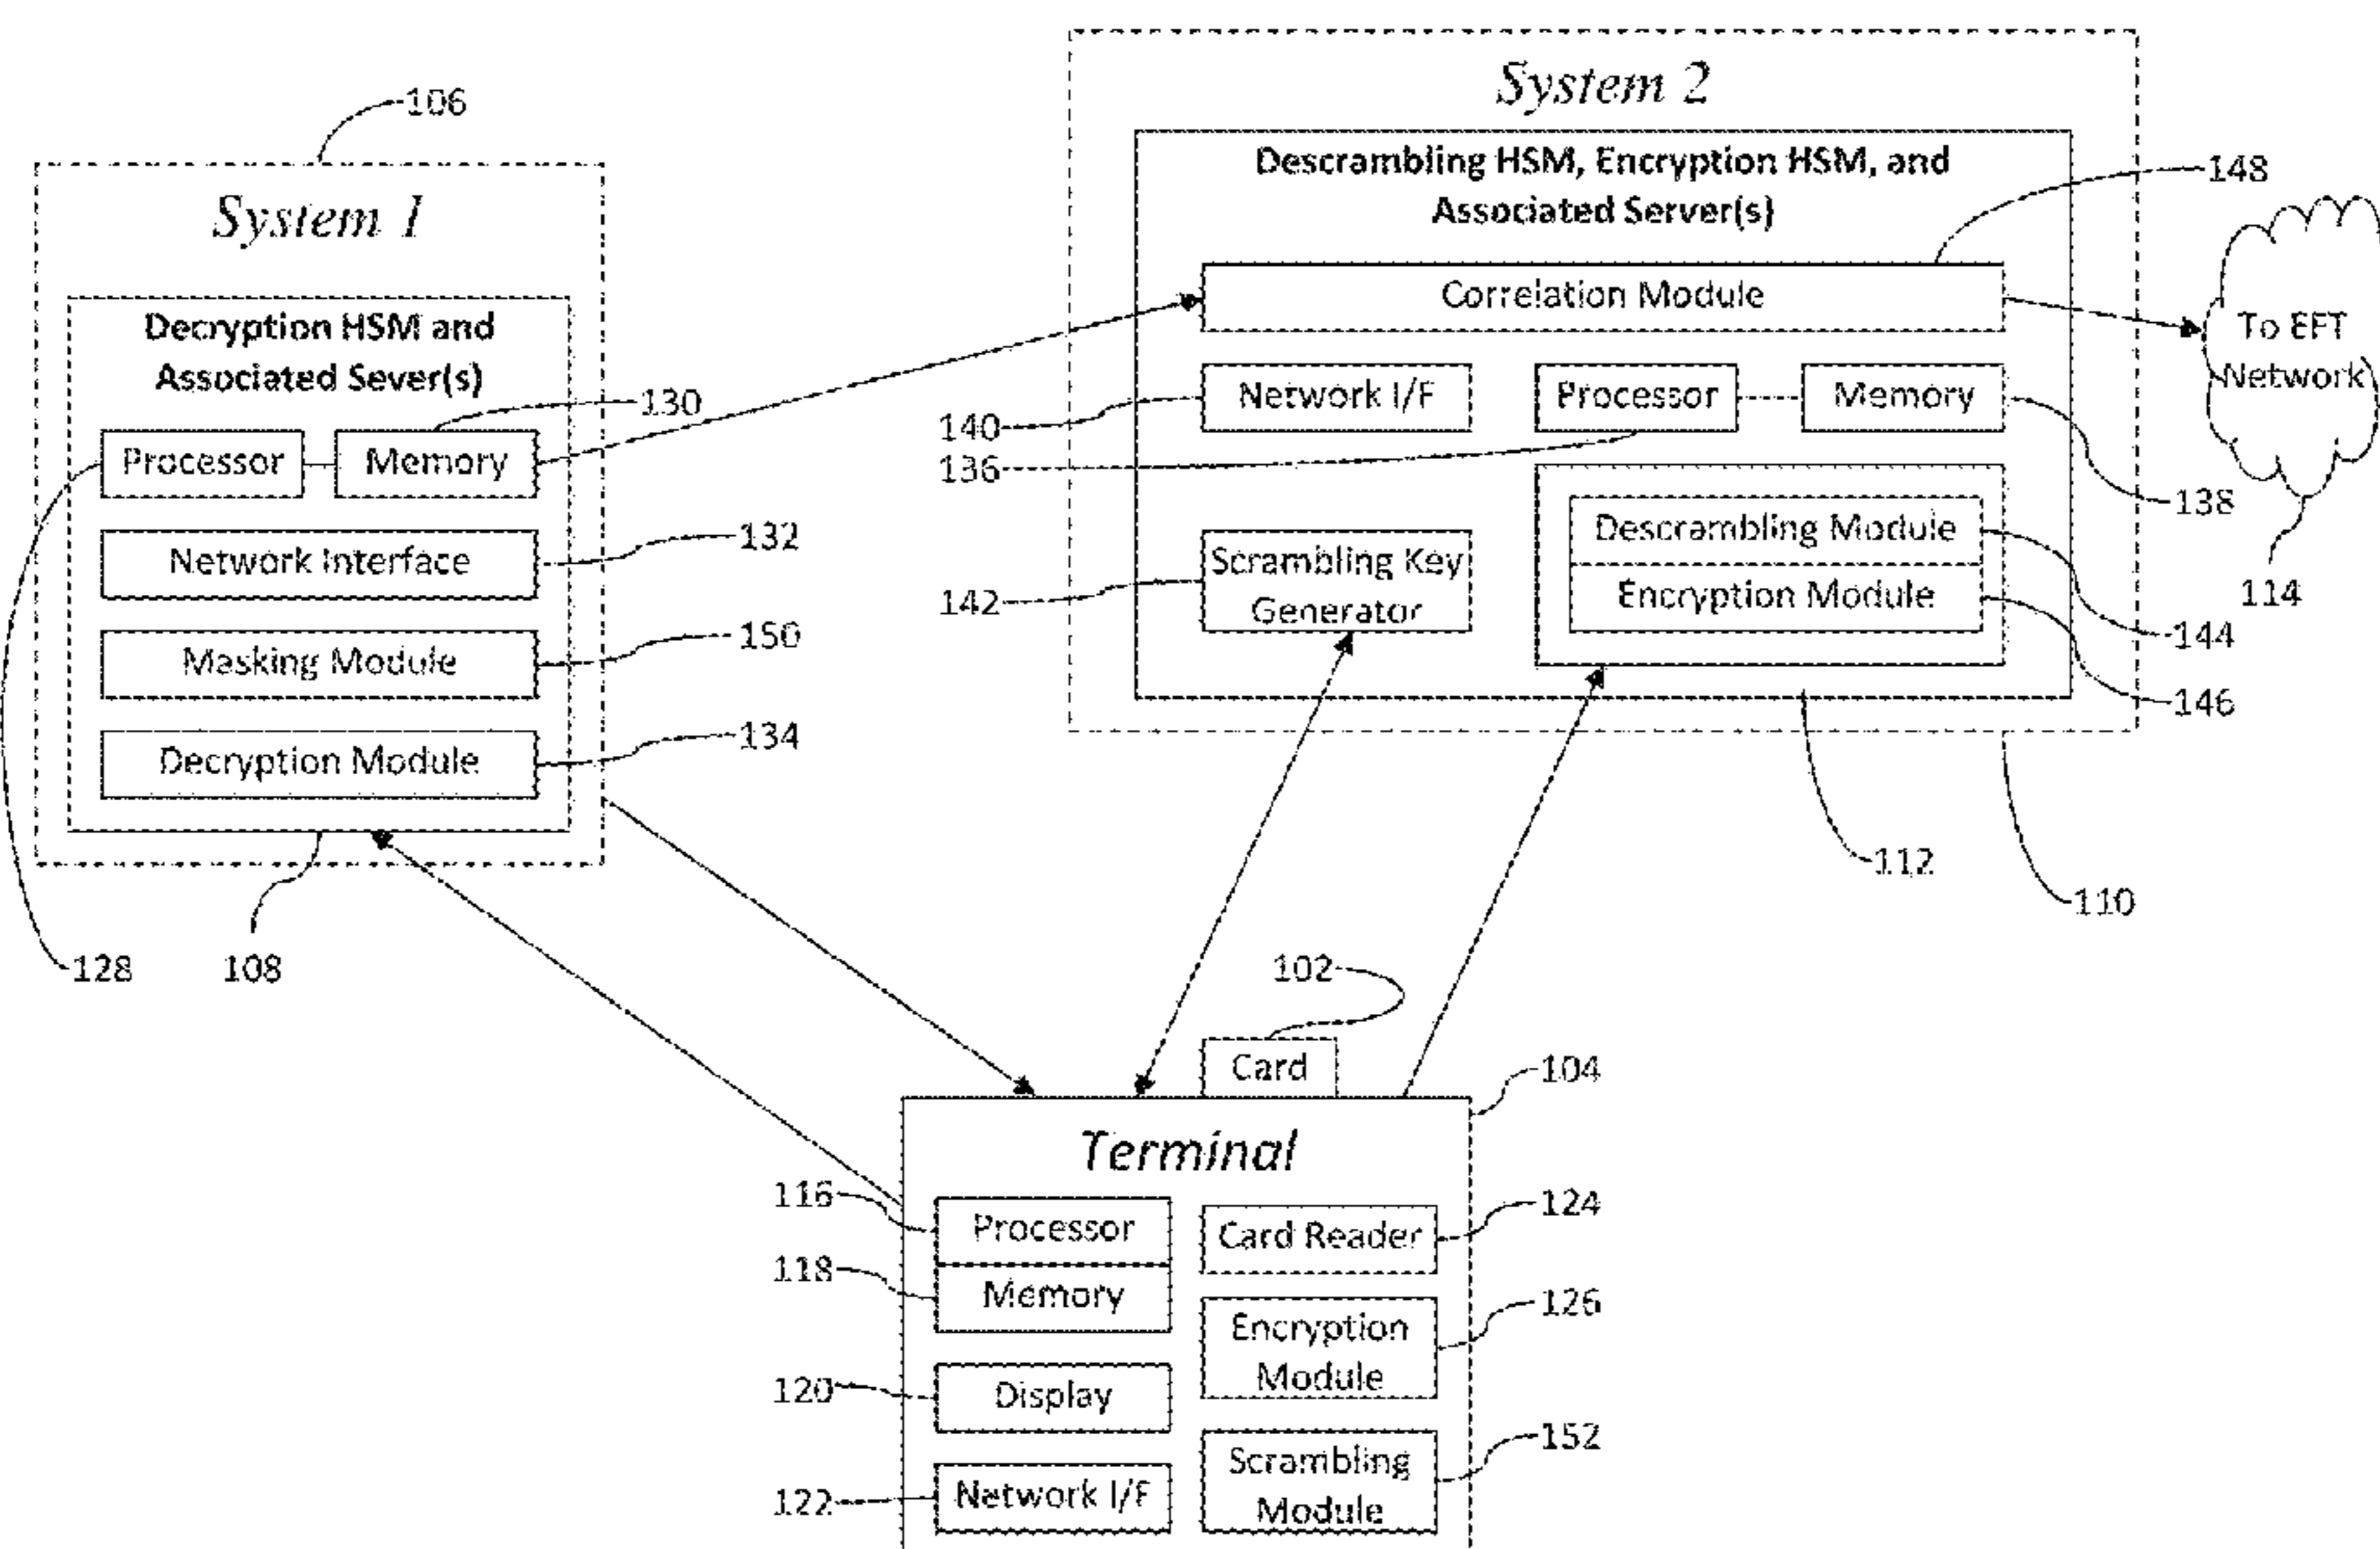 106
System 1
Decryption HSM and
Associated Sever(s)
130
Processor
Memory
Network Interface
132
Masking Module
150
Decryption Module
134
128
108
System 2
Descrambling HSM, Encryption HSM, and
Associated Server(s)
148
Correlation Module
To EFT
Network
114
Network I/F
Processor
Memory
140
136
138
Scrambling Key
Generator
142
Descrambling Module
Encryption Module
144
146
112
110
102
Card
104
Terminal
116
Processor
118
Memory
120
Display
122
Network I/F
Card Reader
124
Encryption
Module
126
Scrambling
Module
152